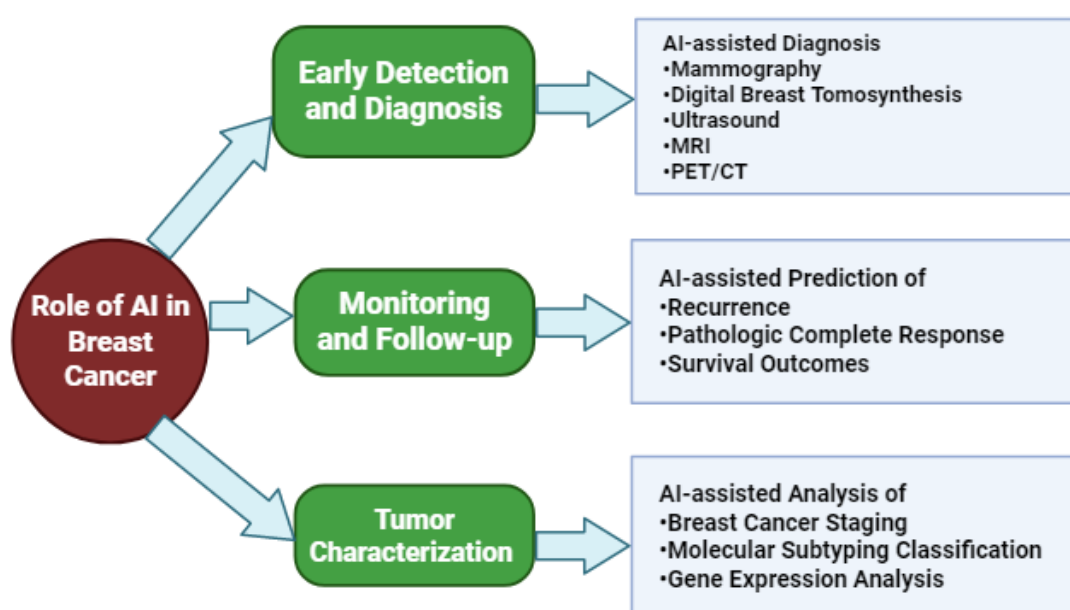 Role of AI in
Breast
Cancer
Early Detection
and Diagnosis
AI-assisted Diagnosis
•Mammography
•Digital Breast Tomosynthesis
•Ultrasound
•MRI
•PET/CT
Monitoring
and Follow-up
AI-assisted Prediction of
•Recurrence
•Pathologic Complete Response
•Survival Outcomes
Tumor
Characterization
AI-assisted Analysis of
•Breast Cancer Staging
•Molecular Subtyping Classification
•Gene Expression Analysis